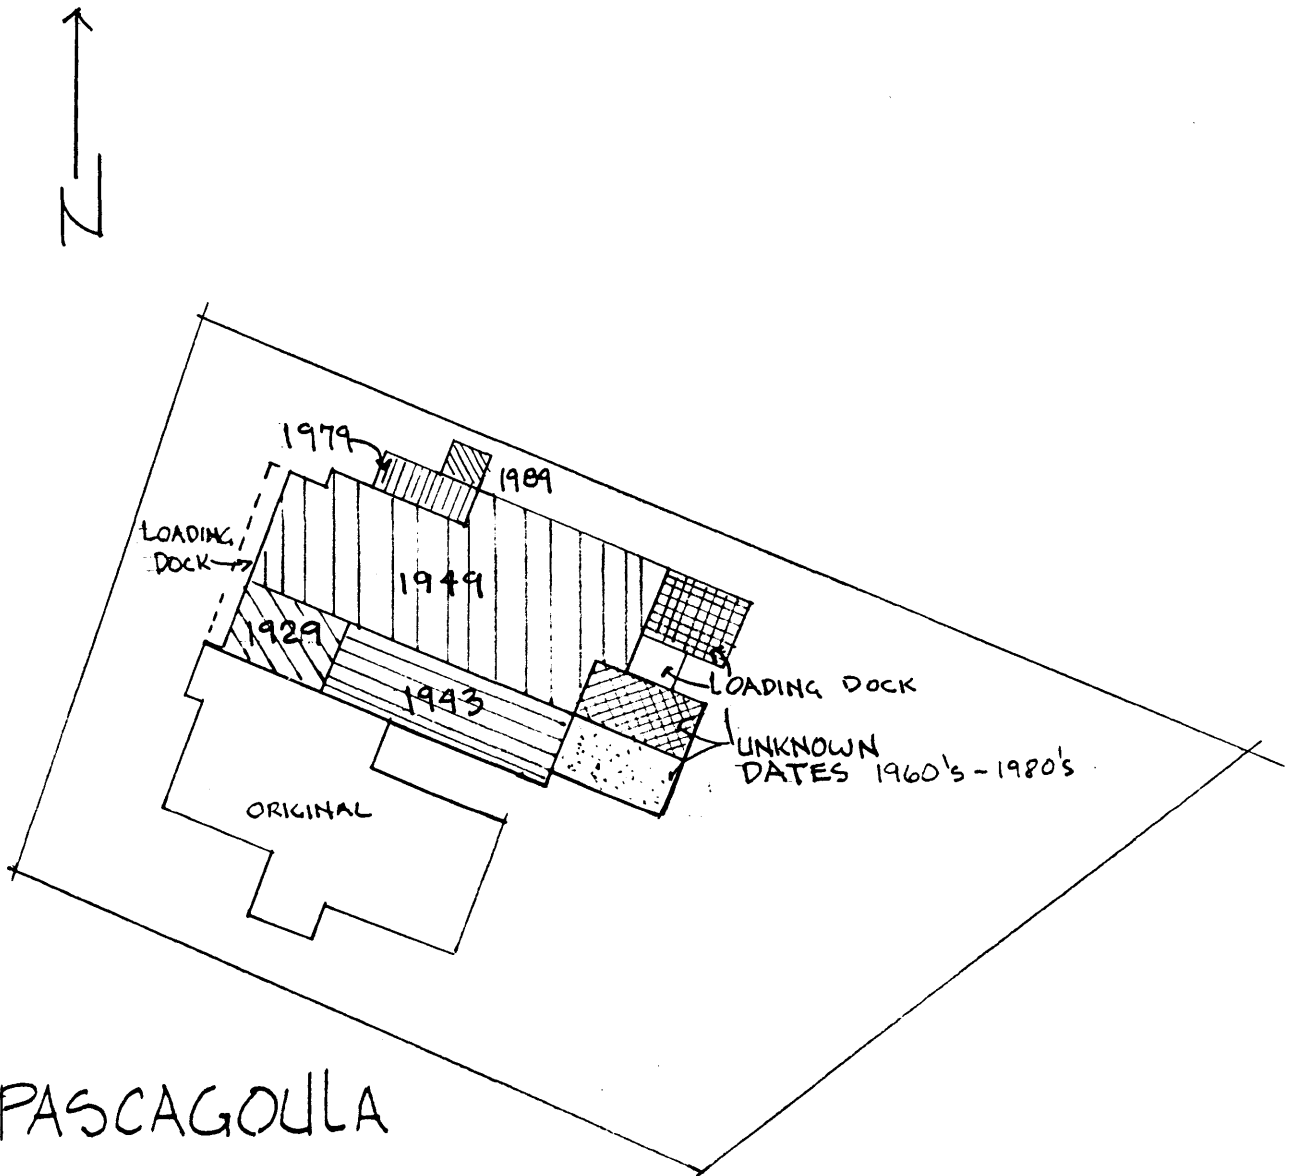 N
1979
1989
LOADING
DOCK
1949
1929
1943
LOADING DOCK
UNKNOWN
DATES 1960's-1980's
ORIGINAL
PASCAGOULA